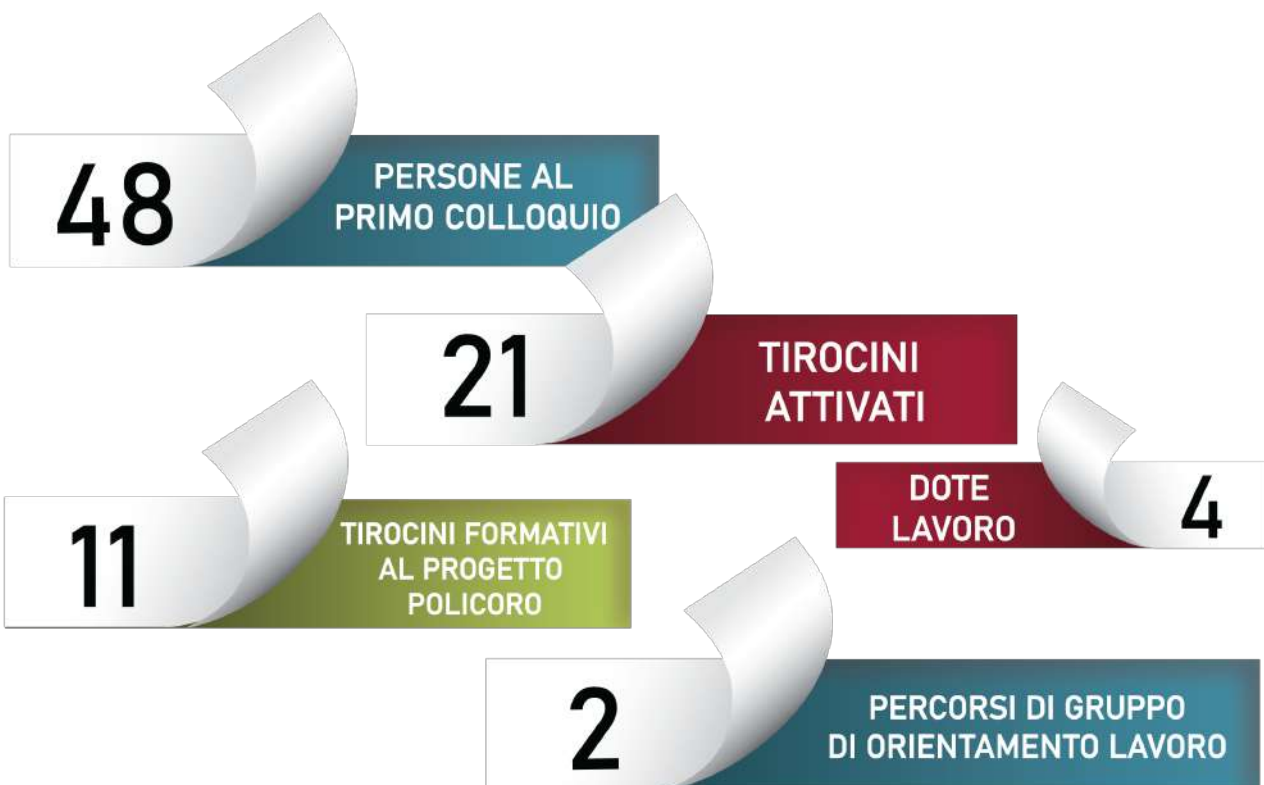 48
PERSONE AL
PRIMO COLLOQUIO
21
TIROCINI
ATTIVATI
DOTE
LAVORO
4
11
TIROCINI FORMATIVI
AL PROGETTO
POLICORO
2
PERCORSI DI GRUPPO
DI ORIENTAMENTO LAVORO